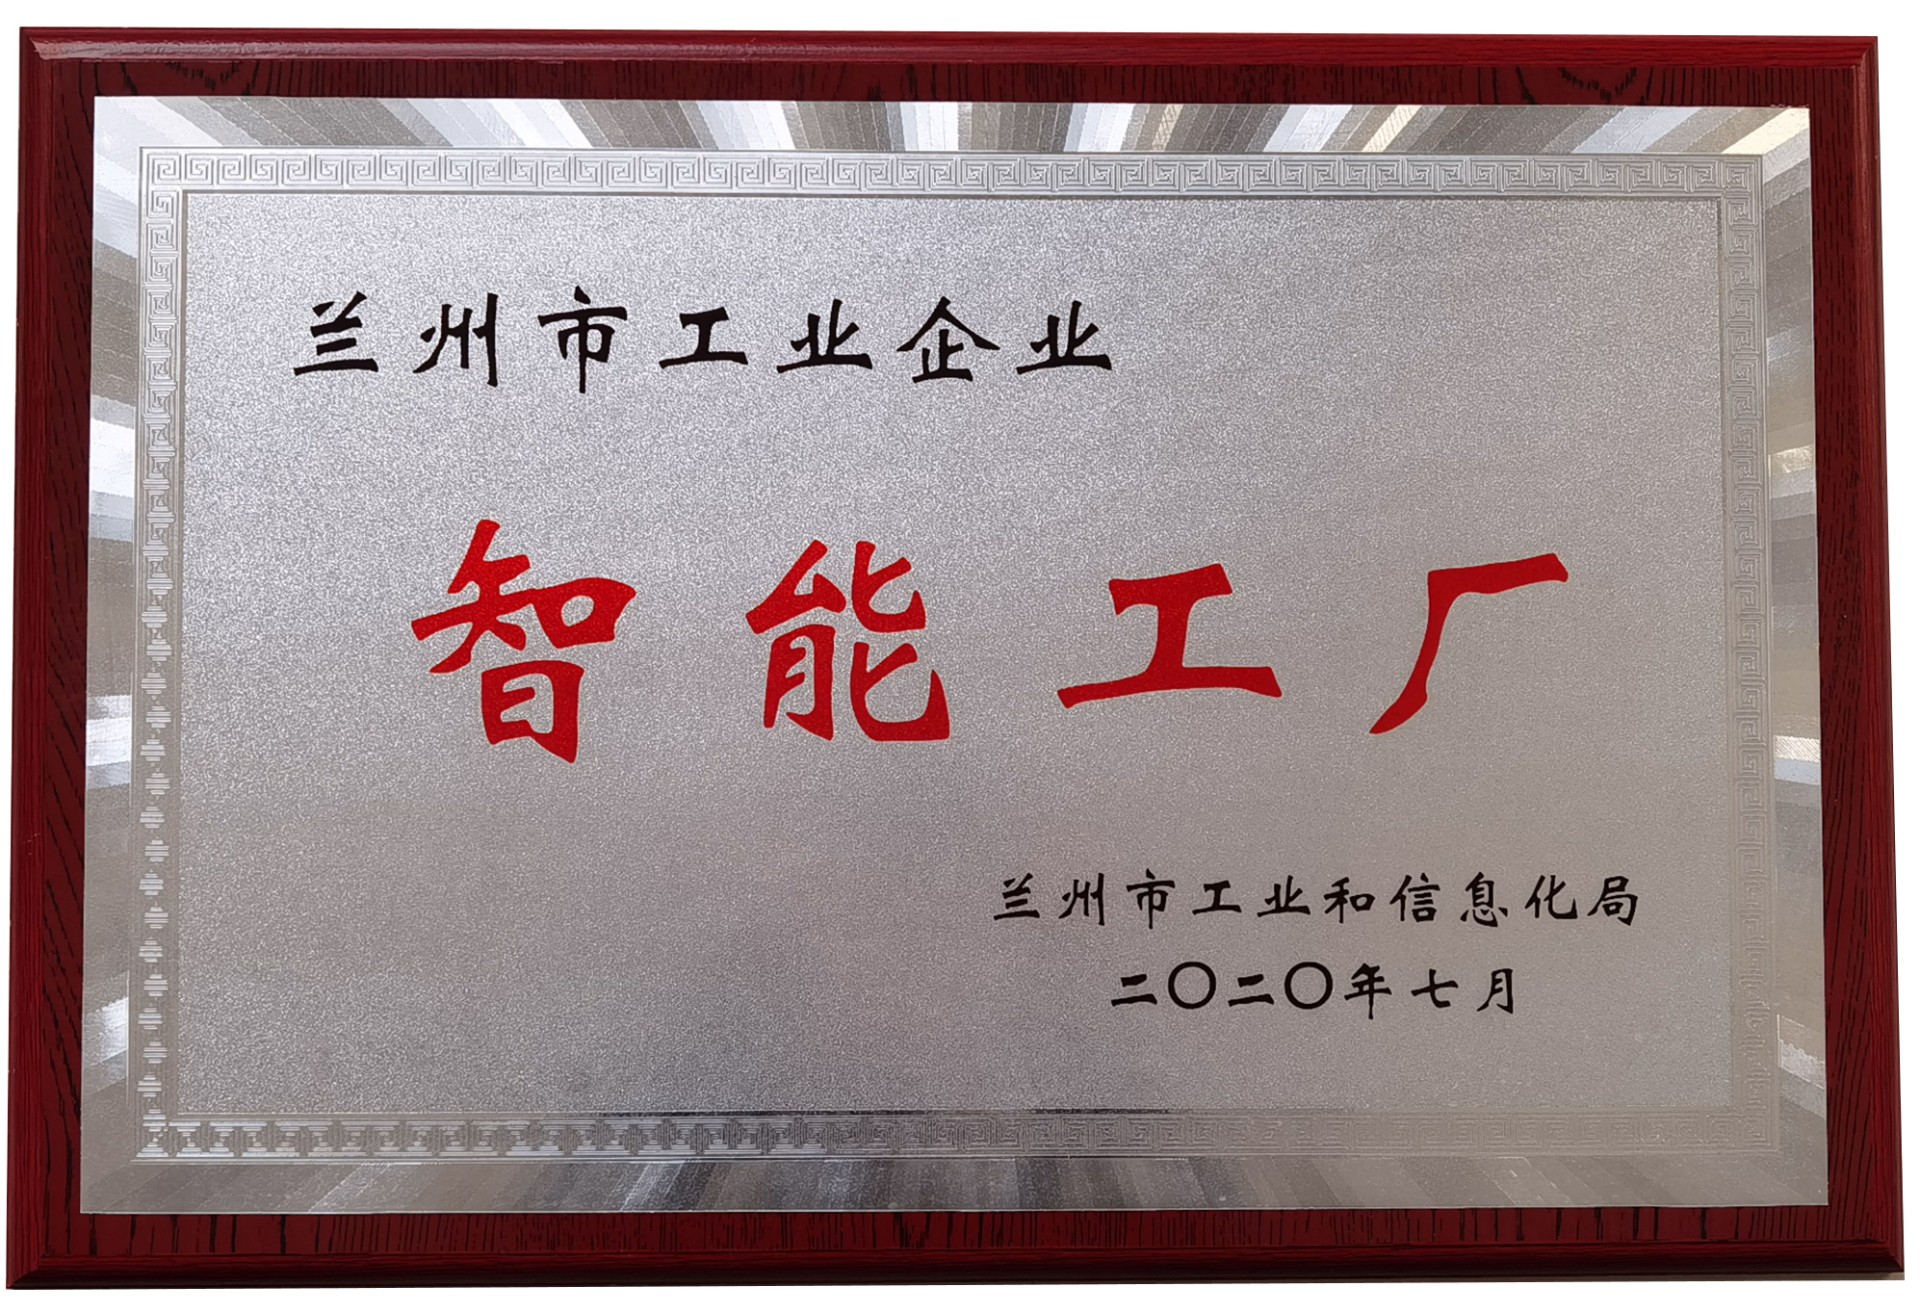 兰州市工业企业
智能工厂
兰州市工业和信息化局
二〇二〇年七月